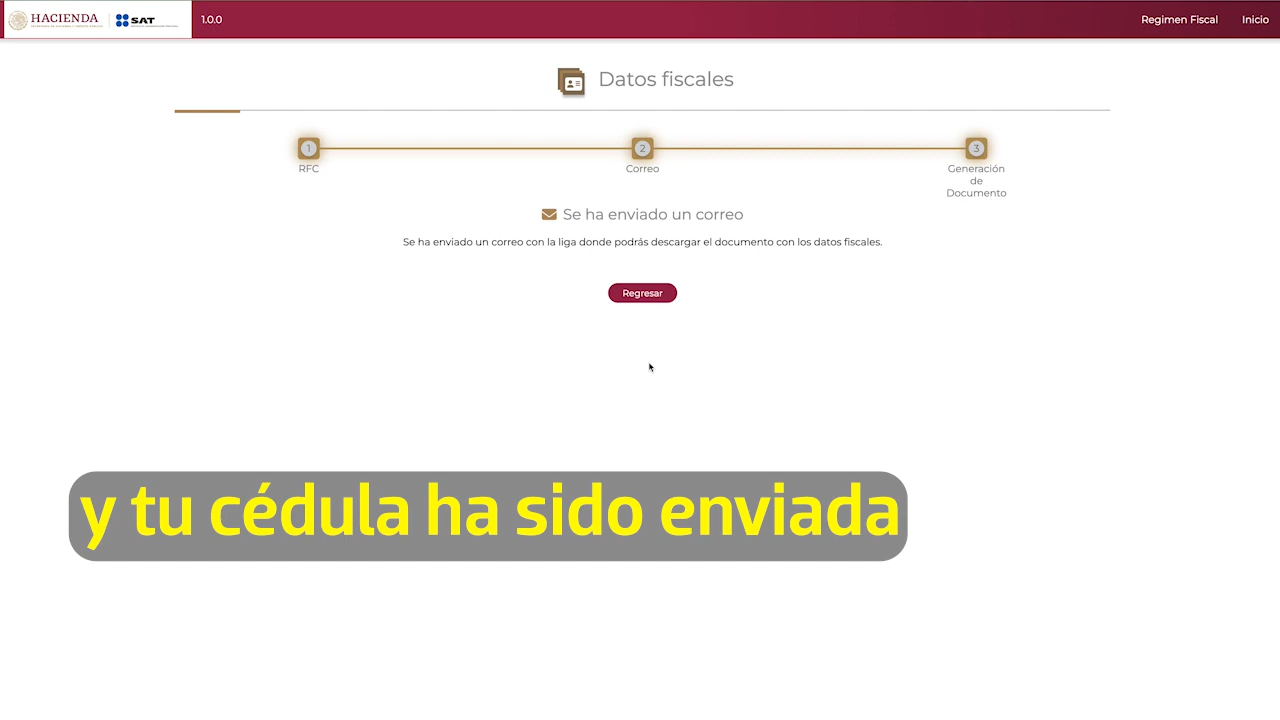 HACIENDA
SAT
1.0.0
Regimen Fiscal
Inicio
Datos fiscales
1
2
3
RFC
Correo
Generación
de
Documento
Se ha enviado un correo
Se ha enviado un correo con la liga donde podrás descargar el documento con los datos fiscales.
Regresar
y tu cédula ha sido enviada